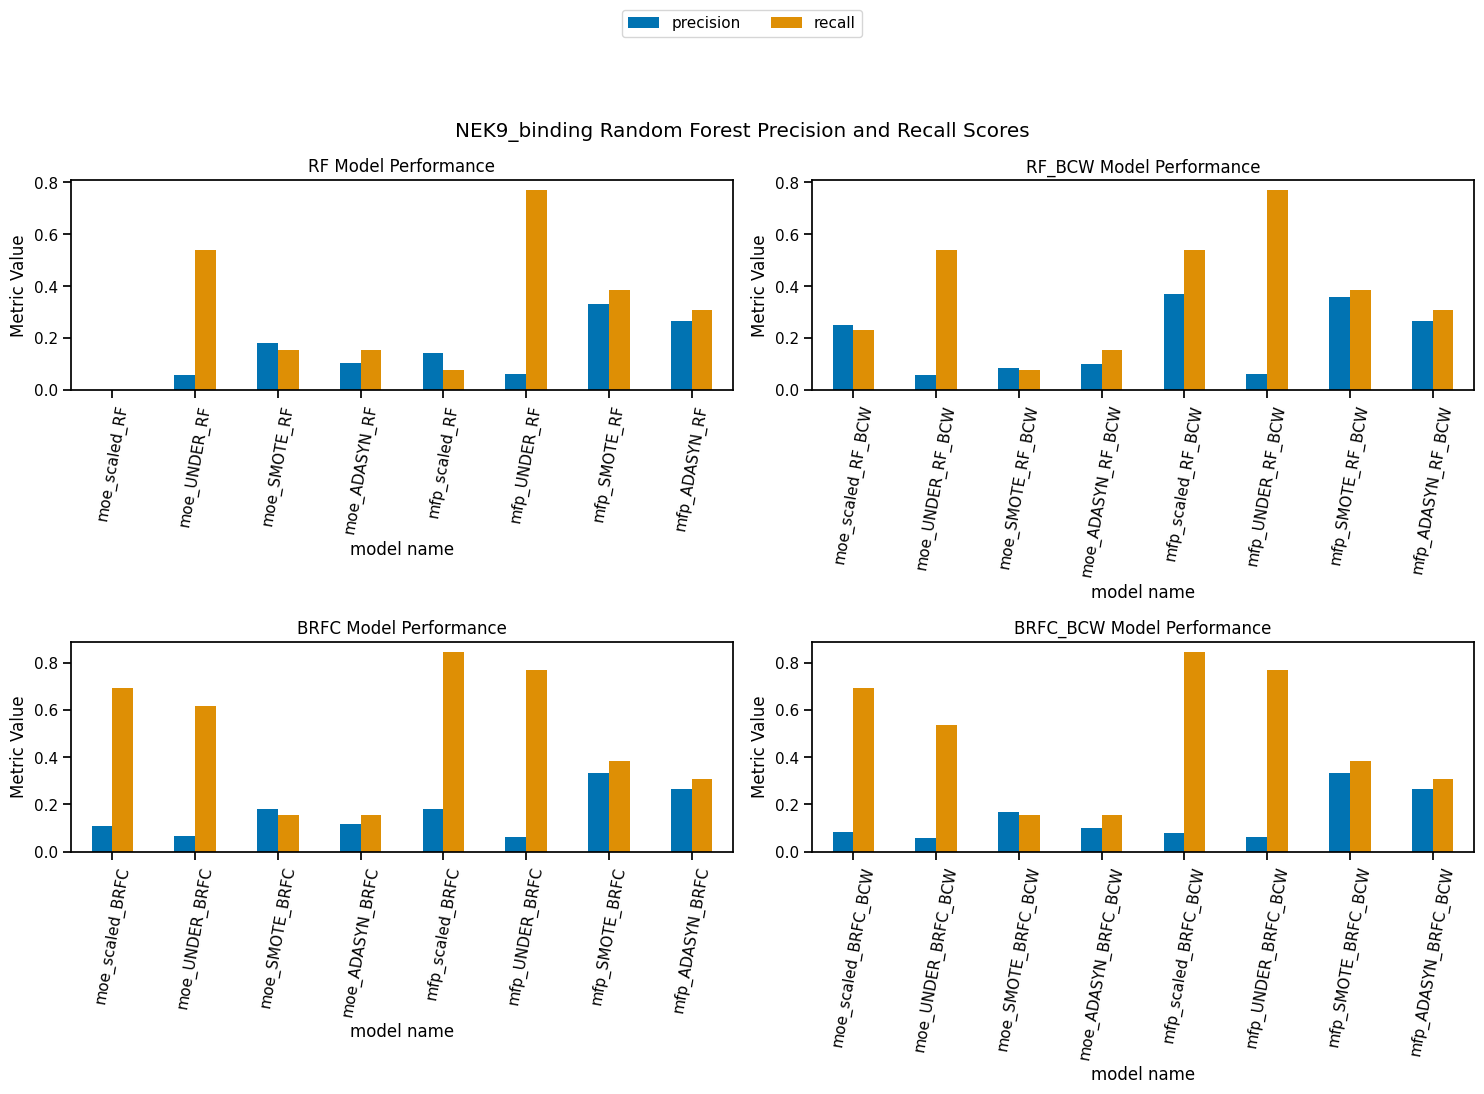 precision recall
NEK9_binding Random Forest Precision and Recall Scores
RF Model Performance
Metric Value
0.8
0.6
0.4
0.2
0.0
moe_scaled_RF
moe_UNDER_RF
moe_SMOTE_RF
moe_ADASYN_RF
mfp_scaled_RF
mfp_UNDER_RF
mfp_SMOTE_RF
mfp_ADASYN_RF
model name
RF_BCW Model Performance
Metric Value
0.8
0.6
0.4
0.2
0.0
moe_scaled_RF_BCW
moe_UNDER_RF_BCW
moe_SMOTE_RF_BCW
moe_ADASYN_RF_BCW
mfp_scaled_RF_BCW
mfp_UNDER_RF_BCW
mfp_SMOTE_RF_BCW
mfp_ADASYN_RF_BCW
model name
BRFC Model Performance
Metric Value
0.8
0.6
0.4
0.2
0.0
moe_scaled_BRFC
moe_UNDER_BRFC
moe_SMOTE_BRFC
moe_ADASYN_BRFC
mfp_scaled_BRFC
mfp_UNDER_BRFC
mfp_SMOTE_BRFC
mfp_ADASYN_BRFC
model name
BRFC_BCW Model Performance
Metric Value
0.8
0.6
0.4
0.2
0.0
moe_scaled_BRFC_BCW
moe_UNDER_BRFC_BCW
moe_SMOTE_BRFC_BCW
moe_ADASYN_BRFC_BCW
mfp_scaled_BRFC_BCW
mfp_UNDER_BRFC_BCW
mfp_SMOTE_BRFC_BCW
mfp_ADASYN_BRFC_BCW
model name